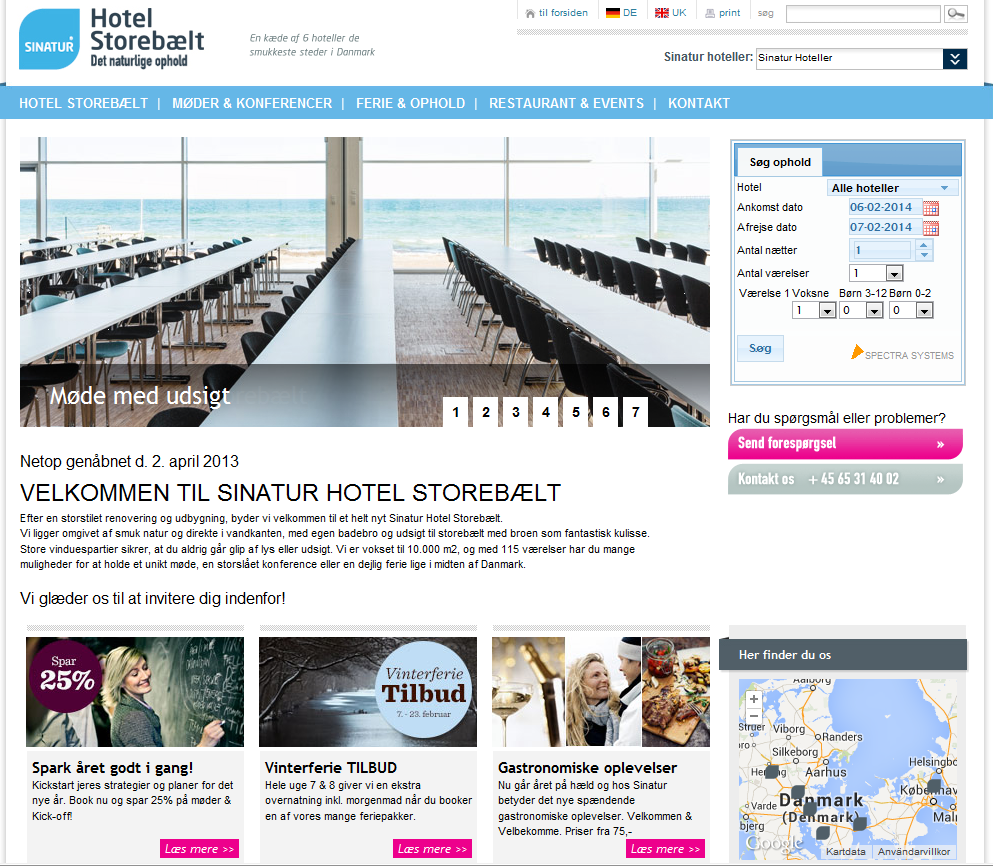 SINATUR
Hotel
Storebælt
Det naturlige ophold
En kæde af 6 hoteller de
smukkeste steder i Danmark
til forsiden
DE
UK
print
søg
Sinatur hoteller: Sinatur Hoteller
HOTEL STOREBÆLT | MØDER & KONFERENCER | FERIE & OPHOLD | RESTAURANT & EVENTS | KONTAKT
Møde med udsigt
1 2 3 4 5 6 7
Søg ophold
Hotel Alle hoteller
Ankomst dato 06-02-2014
Afrejse dato 07-02-2014
Antal nætter 1
Antal værelser 1
Værelse 1 Voksne Børn 3-12 Børn 0-2
1 0 0
Søg
SPECTRA SYSTEMS
Har du spørgsmål eller problemer?
Send forespørgsel »
Kontakt os + 45 65 31 40 02 »
Netop genåbnet d. 2. april 2013
VELKOMMEN TIL SINATUR HOTEL STOREBÆLT
Efter en storstilet renovering og udbygning, byder vi velkommen til et helt nyt Sinatur Hotel Storebælt.
Vi ligger omgivet af smuk natur og direkte i vandkanten, med egen badebro og udsigt til storebælt med broen som fantastisk kulisse.
Store vinduespartier sikrer, at du aldrig går glip af lys eller udsigt. Vi er vokset til 10.000 m2, og med 115 værelser har du mange
muligheder for at holde et unikt møde, en storslået konference eller en dejlig ferie lige i midten af Danmark.
Vi glæder os til at invitere dig indenfor!
Spar
25%
Spark året godt i gang!
Kickstart jeres strategier og planer for det
nye år. Book nu og spar 25% på møder &
Kick-off!
Læs mere >>
Vinterferie
Tilbud
7. - 23. februar
Vinterferie TILBUD
Hele uge 7 & 8 giver vi en ekstra
overnatning inkl. morgenmad når du booker
en af vores mange feriepakker.
Læs mere >>
Gastronomiske oplevelser
Nu går året på hæld og hos Sinatur
betyder det nye spændende
gastronomiske oplevelser. Velkommen &
Velbekomme. Priser fra 75,-
Læs mere >>
Her finder du os
+
−
Aalborg
Viborg
Randers
Silkeborg
Aarhus
Helsingbo
Københav
Varde
Danmark
(Denmark)
bjerg
Google
Kartdata
Användarvillkor